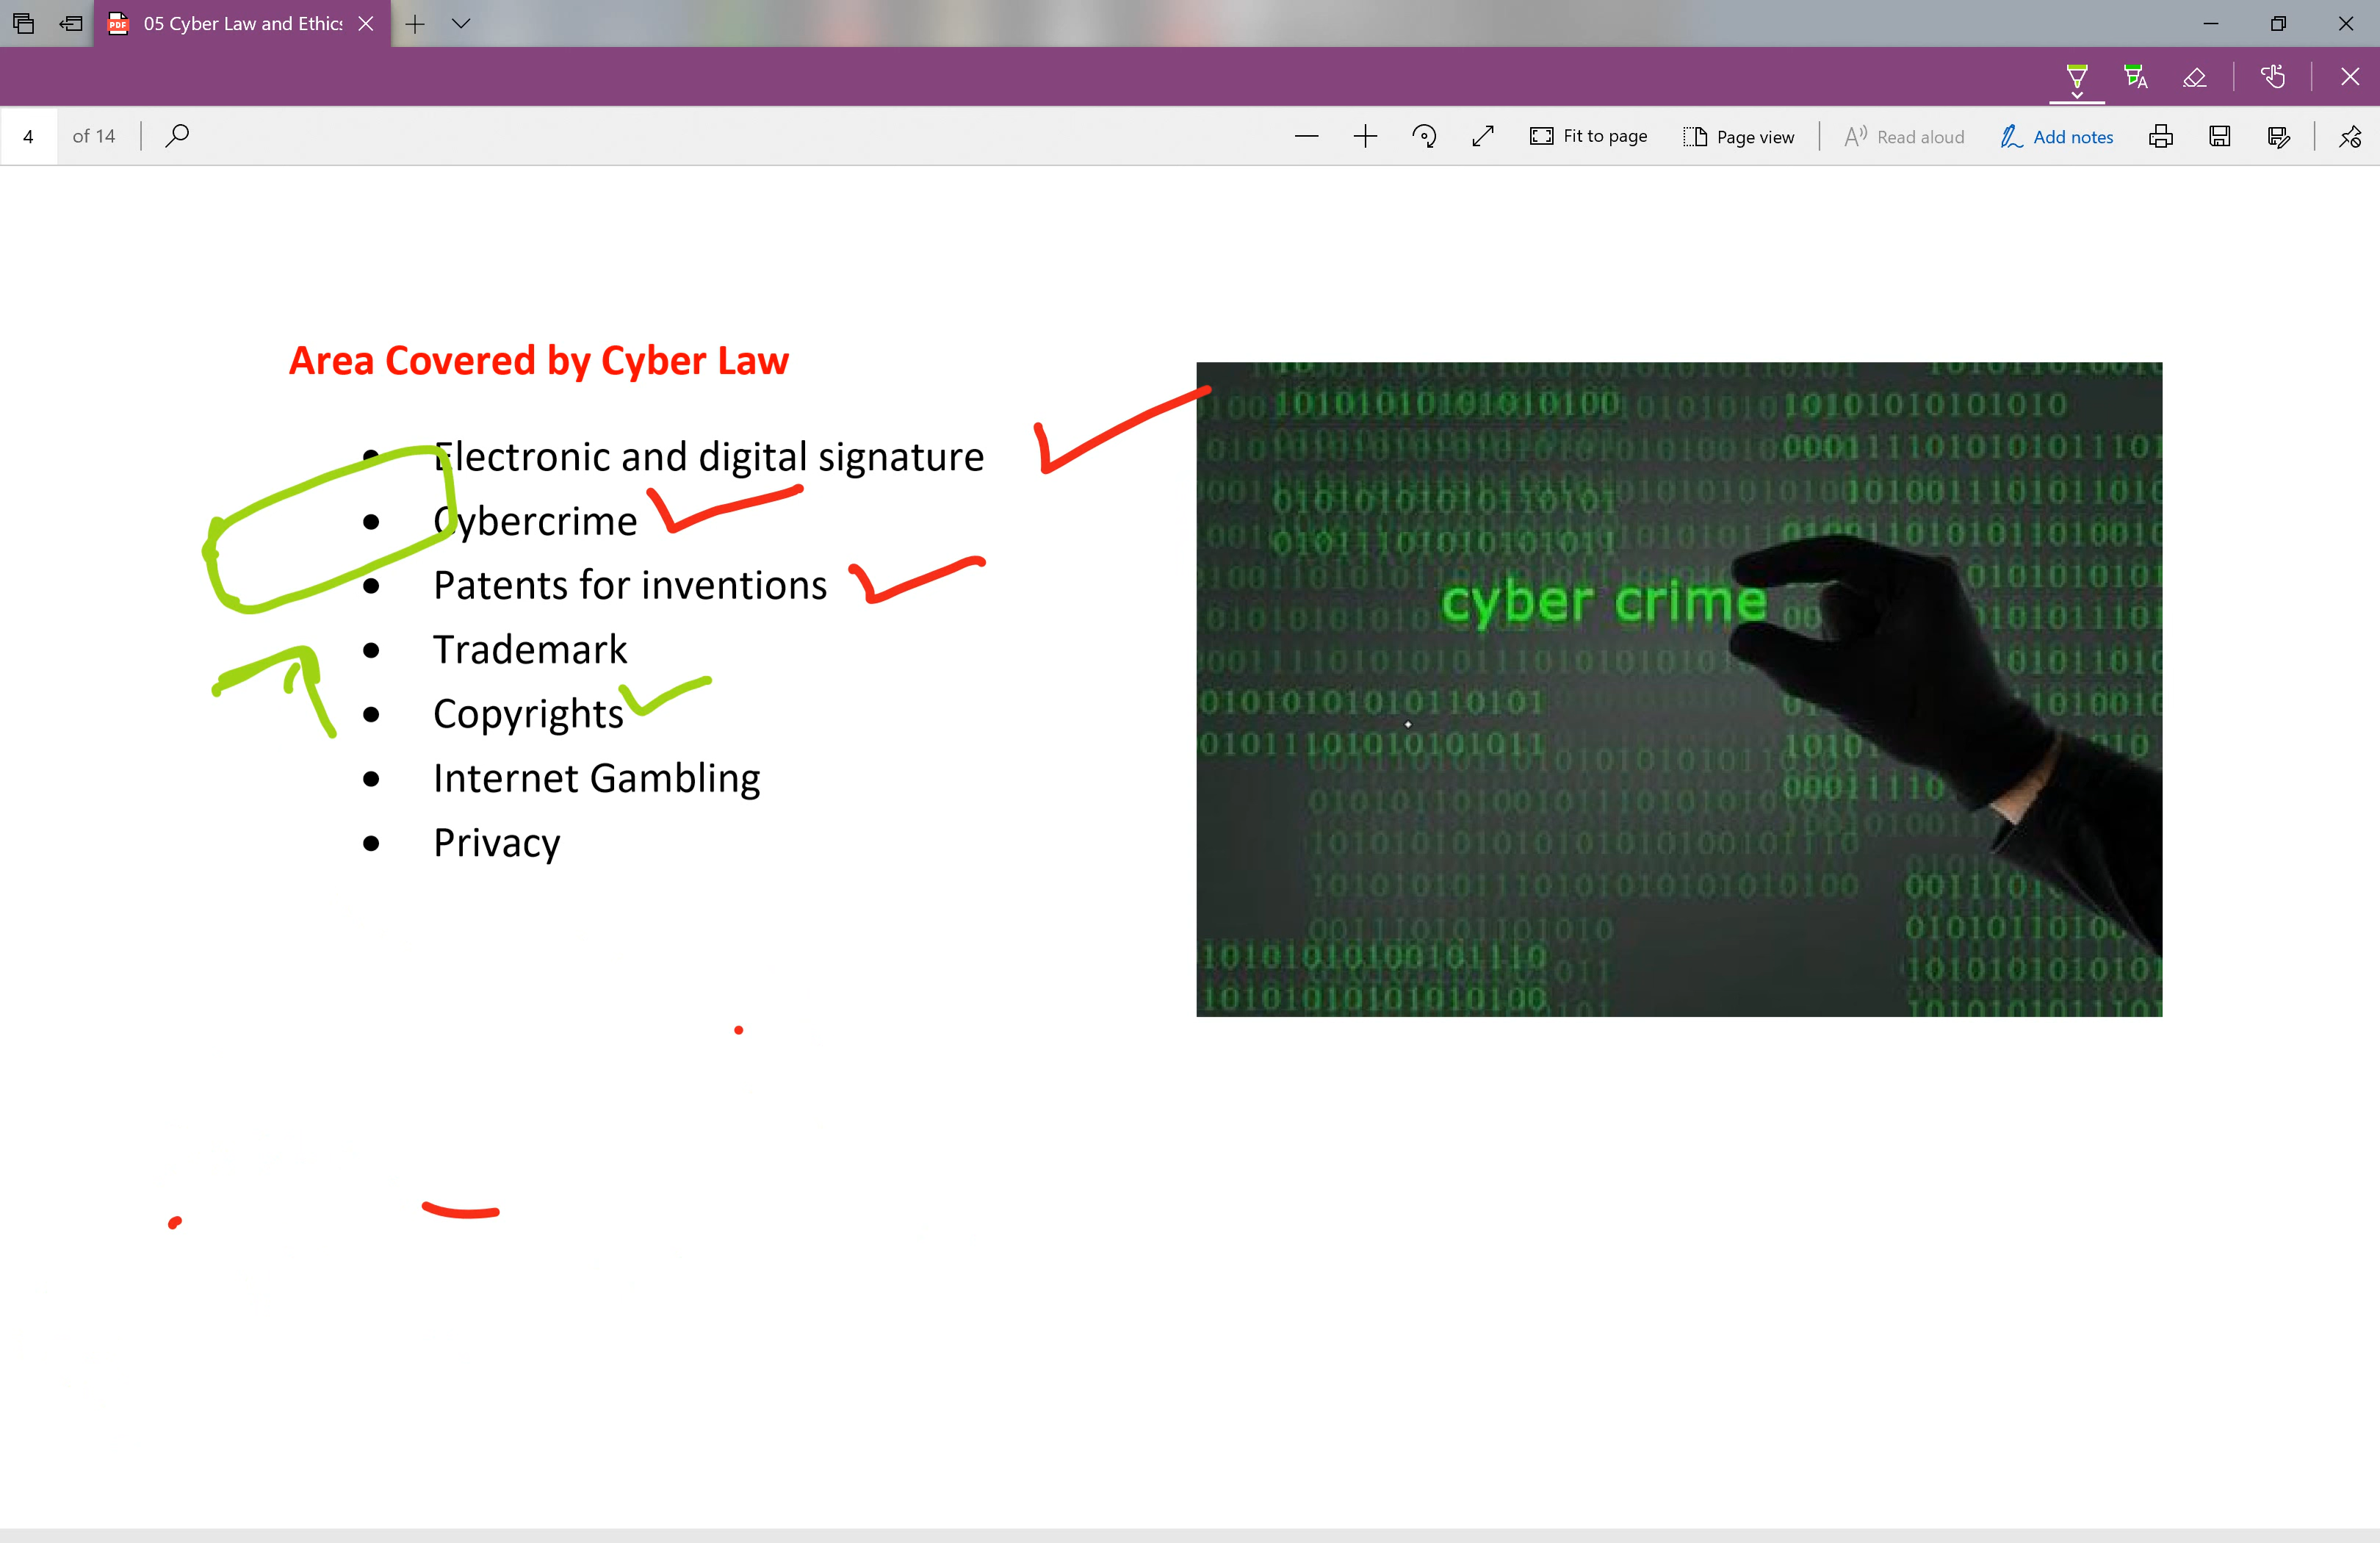 05 Cyber Law and Ethics
4 of 14
Fit to page
Page view
Read aloud
Add notes
Area Covered by Cyber Law
• Electronic and digital signature
• Cybercrime
• Patents for inventions
• Trademark
• Copyrights
• Internet Gambling
• Privacy
cyber crime